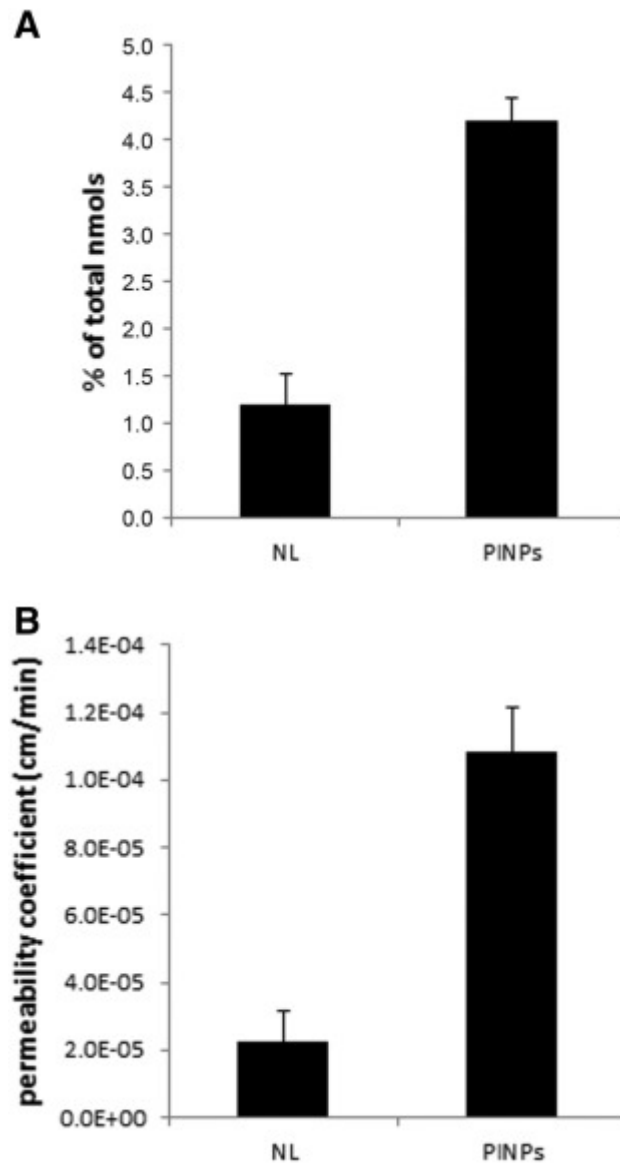 A
% of total nmols
5.0
4.5
4.0
3.5
3.0
2.5
2.0
1.5
1.0
0.5
0.0
NL PINPs
B
permeability coefficient (cm/min)
1.4E-04
1.2E-04
1.0E-04
8.0E-05
6.0E-05
4.0E-05
2.0E-05
0.0E+00
NL PINPs